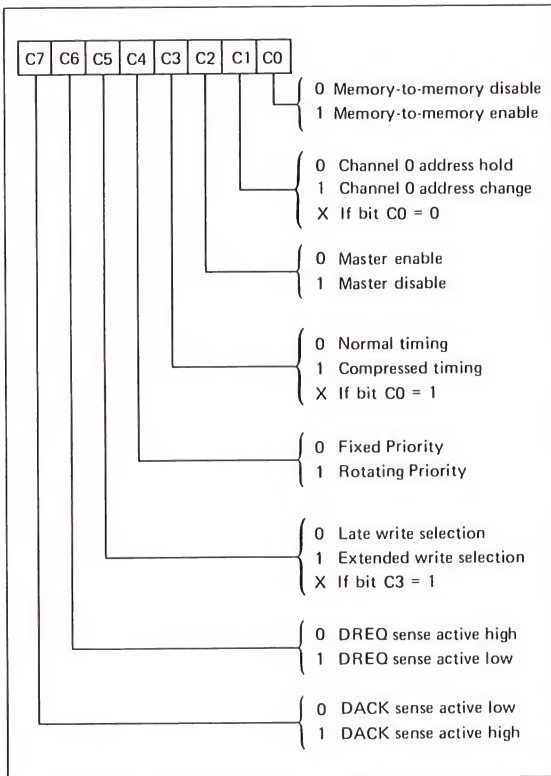 C7 C6 C5 C4 C3 C2 C1 C0
0 Memory-to-memory disable
1 Memory-to-memory enable
0 Channel 0 address hold
1 Channel 0 address change
X If bit C0 = 0
0 Master enable
1 Master disable
0 Normal timing
1 Compressed timing
X If bit C0 = 1
0 Fixed Priority
1 Rotating Priority
0 Late write selection
1 Extended write selection
X If bit C3 = 1
0 DREQ sense active high
1 DREQ sense active low
0 DACK sense active low
1 DACK sense active high